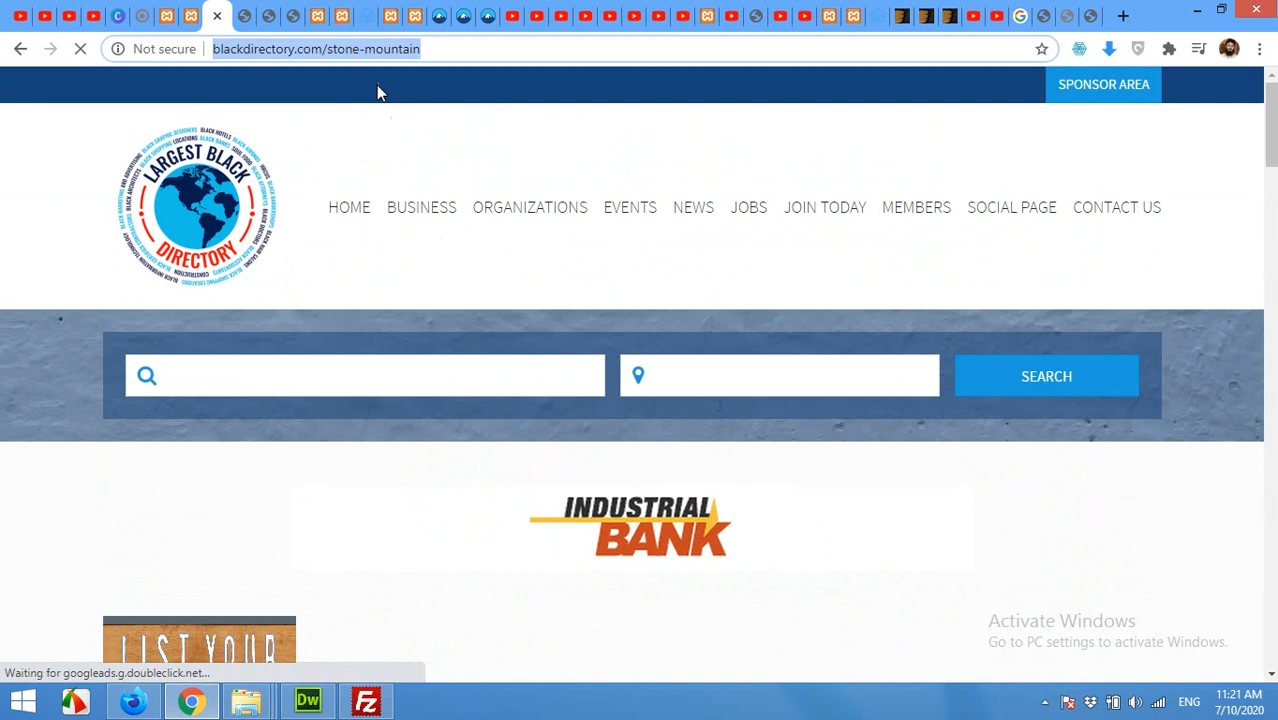 Not secure
blackdirectory.com/stone-mountain
SPONSOR AREA
LARGEST BLACK
DIRECTORY
HOME BUSINESS ORGANIZATIONS EVENTS NEWS JOBS JOIN TODAY MEMBERS SOCIAL PAGE CONTACT US
SEARCH
INDUSTRIAL
BANK
LIST YOUR
Activate Windows
Go to PC settings to activate Windows.
Waiting for googleads.g.doubleclick.net...
Dw
Fz
ENG
11:21 AM
7/10/2020